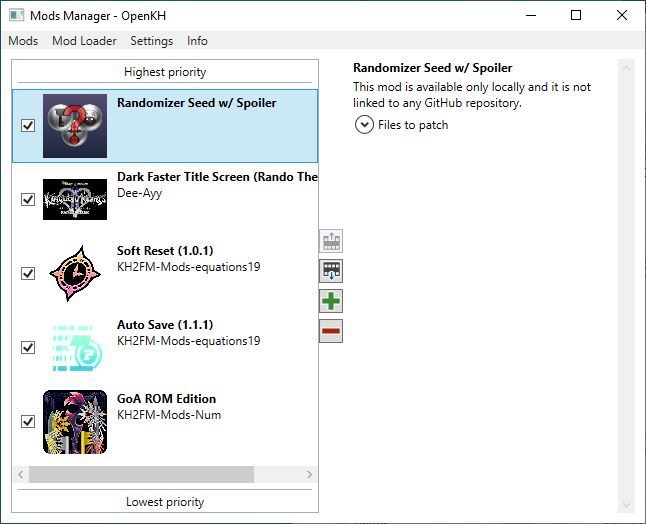 Mods Manager - OpenKH
Mods Mod Loader Settings Info
Highest priority
Randomizer Seed w/ Spoiler
Dark Faster Title Screen (Rando The
Dee-Ayy
Soft Reset (1.0.1)
KH2FM-Mods-equations19
Auto Save (1.1.1)
KH2FM-Mods-equations19
GoA ROM Edition
KH2FM-Mods-Num
Lowest priority
Randomizer Seed w/ Spoiler
This mod is available only locally and it is not
linked to any GitHub repository.
Files to patch